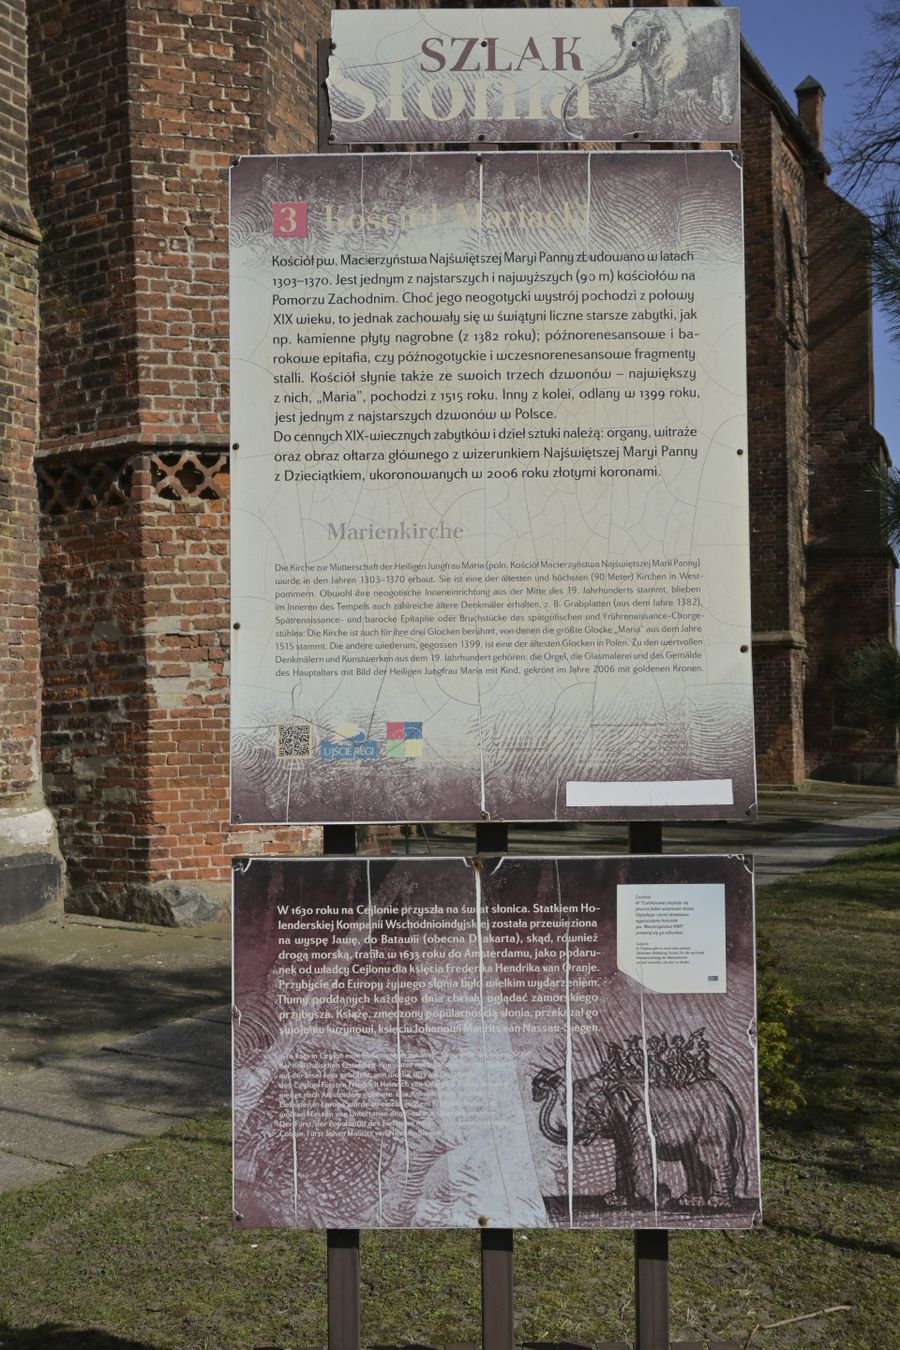 SZLAK
Słonia
3 Kościół Mariacki
Kościół pw. Macierzyństwa Najświętszej Maryi Panny zbudowano w latach
1303–1370. Jest jednym z najstarszych i najwyższych (90 m) kościołów na
Pomorzu Zachodnim. Choć jego neogotycki wystrój pochodzi z połowy
XIX wieku, to jednak zachowały się w świątyni liczne starsze zabytki, jak
np. kamienne płyty nagrobne (z 1382 roku); późnorenesansowe i ba-
rokowe epitafia, czy późnogotyckie i wczesnorenesansowe fragmenty
stalli. Kościół słynie także ze swoich trzech dzwonów – największy
z nich, „Maria”, pochodzi z 1515 roku. Inny z kolei, odlany w 1399 roku,
jest jednym z najstarszych dzwonów w Polsce.
Do cennych XIX-wiecznych zabytków i dzieł sztuki należą: organy, witraże
oraz obraz ołtarza głównego z wizerunkiem Najświętszej Maryi Panny
z Dzieciątkiem, ukoronowanych w 2006 roku złotymi koronami.
Marienkirche
Die Kirche zur Mutterschaft der Heiligen Jungfrau Maria (poln. Kościół Macierzyństwa Najświętszej Marii Panny)
wurde in den Jahren 1303–1370 erbaut. Sie ist eine der ältesten und höchsten (90 Meter) Kirchen in West-
pommern. Obwohl ihre neogotische Inneneinrichtung aus der Mitte des 19. Jahrhunderts stammt, blieben
im Inneren des Tempels auch zahlreiche ältere Denkmäler erhalten, z. B. Grabplatten (aus dem Jahre 1382),
Spätrenaissance- und barocke Epitaphe oder Bruchstücke des spätgotischen und Frührenaissance-Chorge-
stühles. Die Kirche ist auch für ihre drei Glocken berühmt, von denen die größte Glocke „Maria” aus dem Jahre
1515 stammt. Die andere wiederum, gegossen 1399, ist eine der ältesten Glocken in Polen. Zu den wertvollen
Denkmälern und Kunstwerken aus dem 19. Jahrhundert gehören: die Orgel, die Glasmalerei und das Gemälde
des Hauptaltars mit Bild der Heiligen Jungfrau Maria mit Kind, gekrönt im Jahre 2006 mit goldenen Kronen.
UJŚCIE REGI
W 1630 roku na Cejlonie przyszła na świat słonica. Statkiem Ho-
lenderskiej Kompanii Wschodnioindyjskiej została przewieziona
na wyspę Jawę, do Batawii (obecna Dżakarta), skąd, również
drogą morską, trafiła w 1633 roku do Amsterdamu, jako podaru-
nek od władcy Cejlonu dla księcia Frederika Hendrika van Oranje.
Przybycie do Europy żywego słonia było wielkim wydarzeniem.
Tłumy poddanych każdego dnia chciały oglądać zamorskiego
przybysza. Książę, zmęczony popularnością słonia, przekazał go
swojemu kuzynowi, księciu Johanowi Maurits van Nassau-Siegen.